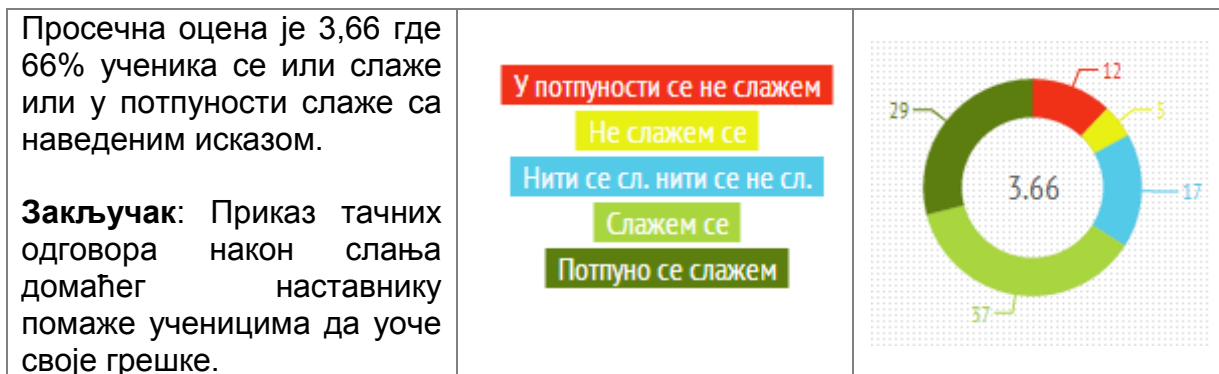 Просечна оцена је 3,66 где
66% ученика се или слаже
или у потпуности слаже са
наведеним исказом.
Закључак: Приказ тачних
одговора након слања
домаћег наставнику
помаже ученицима да уоче
своје грешке.
У потпуности се не слажем
Не слажем се
Нити се сл. нити се не сл.
Слажем се
Потпуно се слажем
12
5
17
37
29
3.66